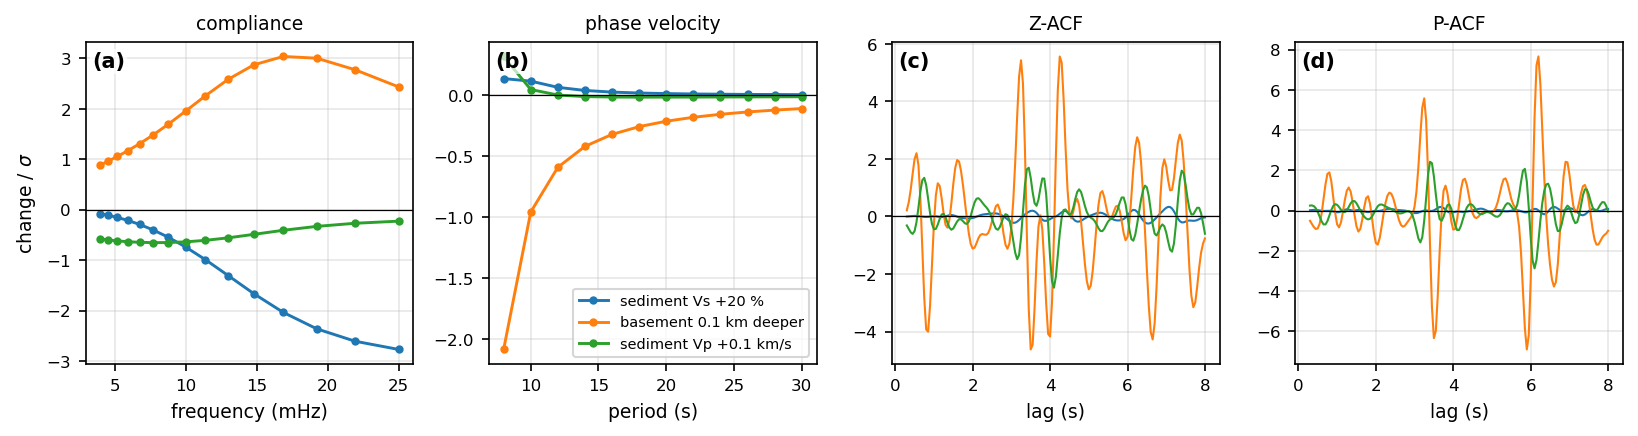 compliance
phase velocity
Z-ACF
P-ACF
(a)
(b)
(c)
(d)
change / σ
3
2
1
0
−1
−2
−3
5
10
15
20
25
frequency (mHz)
0.0
−0.5
−1.0
−1.5
−2.0
sediment Vs +20 %
basement 0.1 km deeper
sediment Vp +0.1 km/s
10
15
20
25
30
period (s)
6
4
2
0
−2
−4
0
2
4
6
8
lag (s)
8
6
4
2
0
−2
−4
−6
0
2
4
6
8
lag (s)